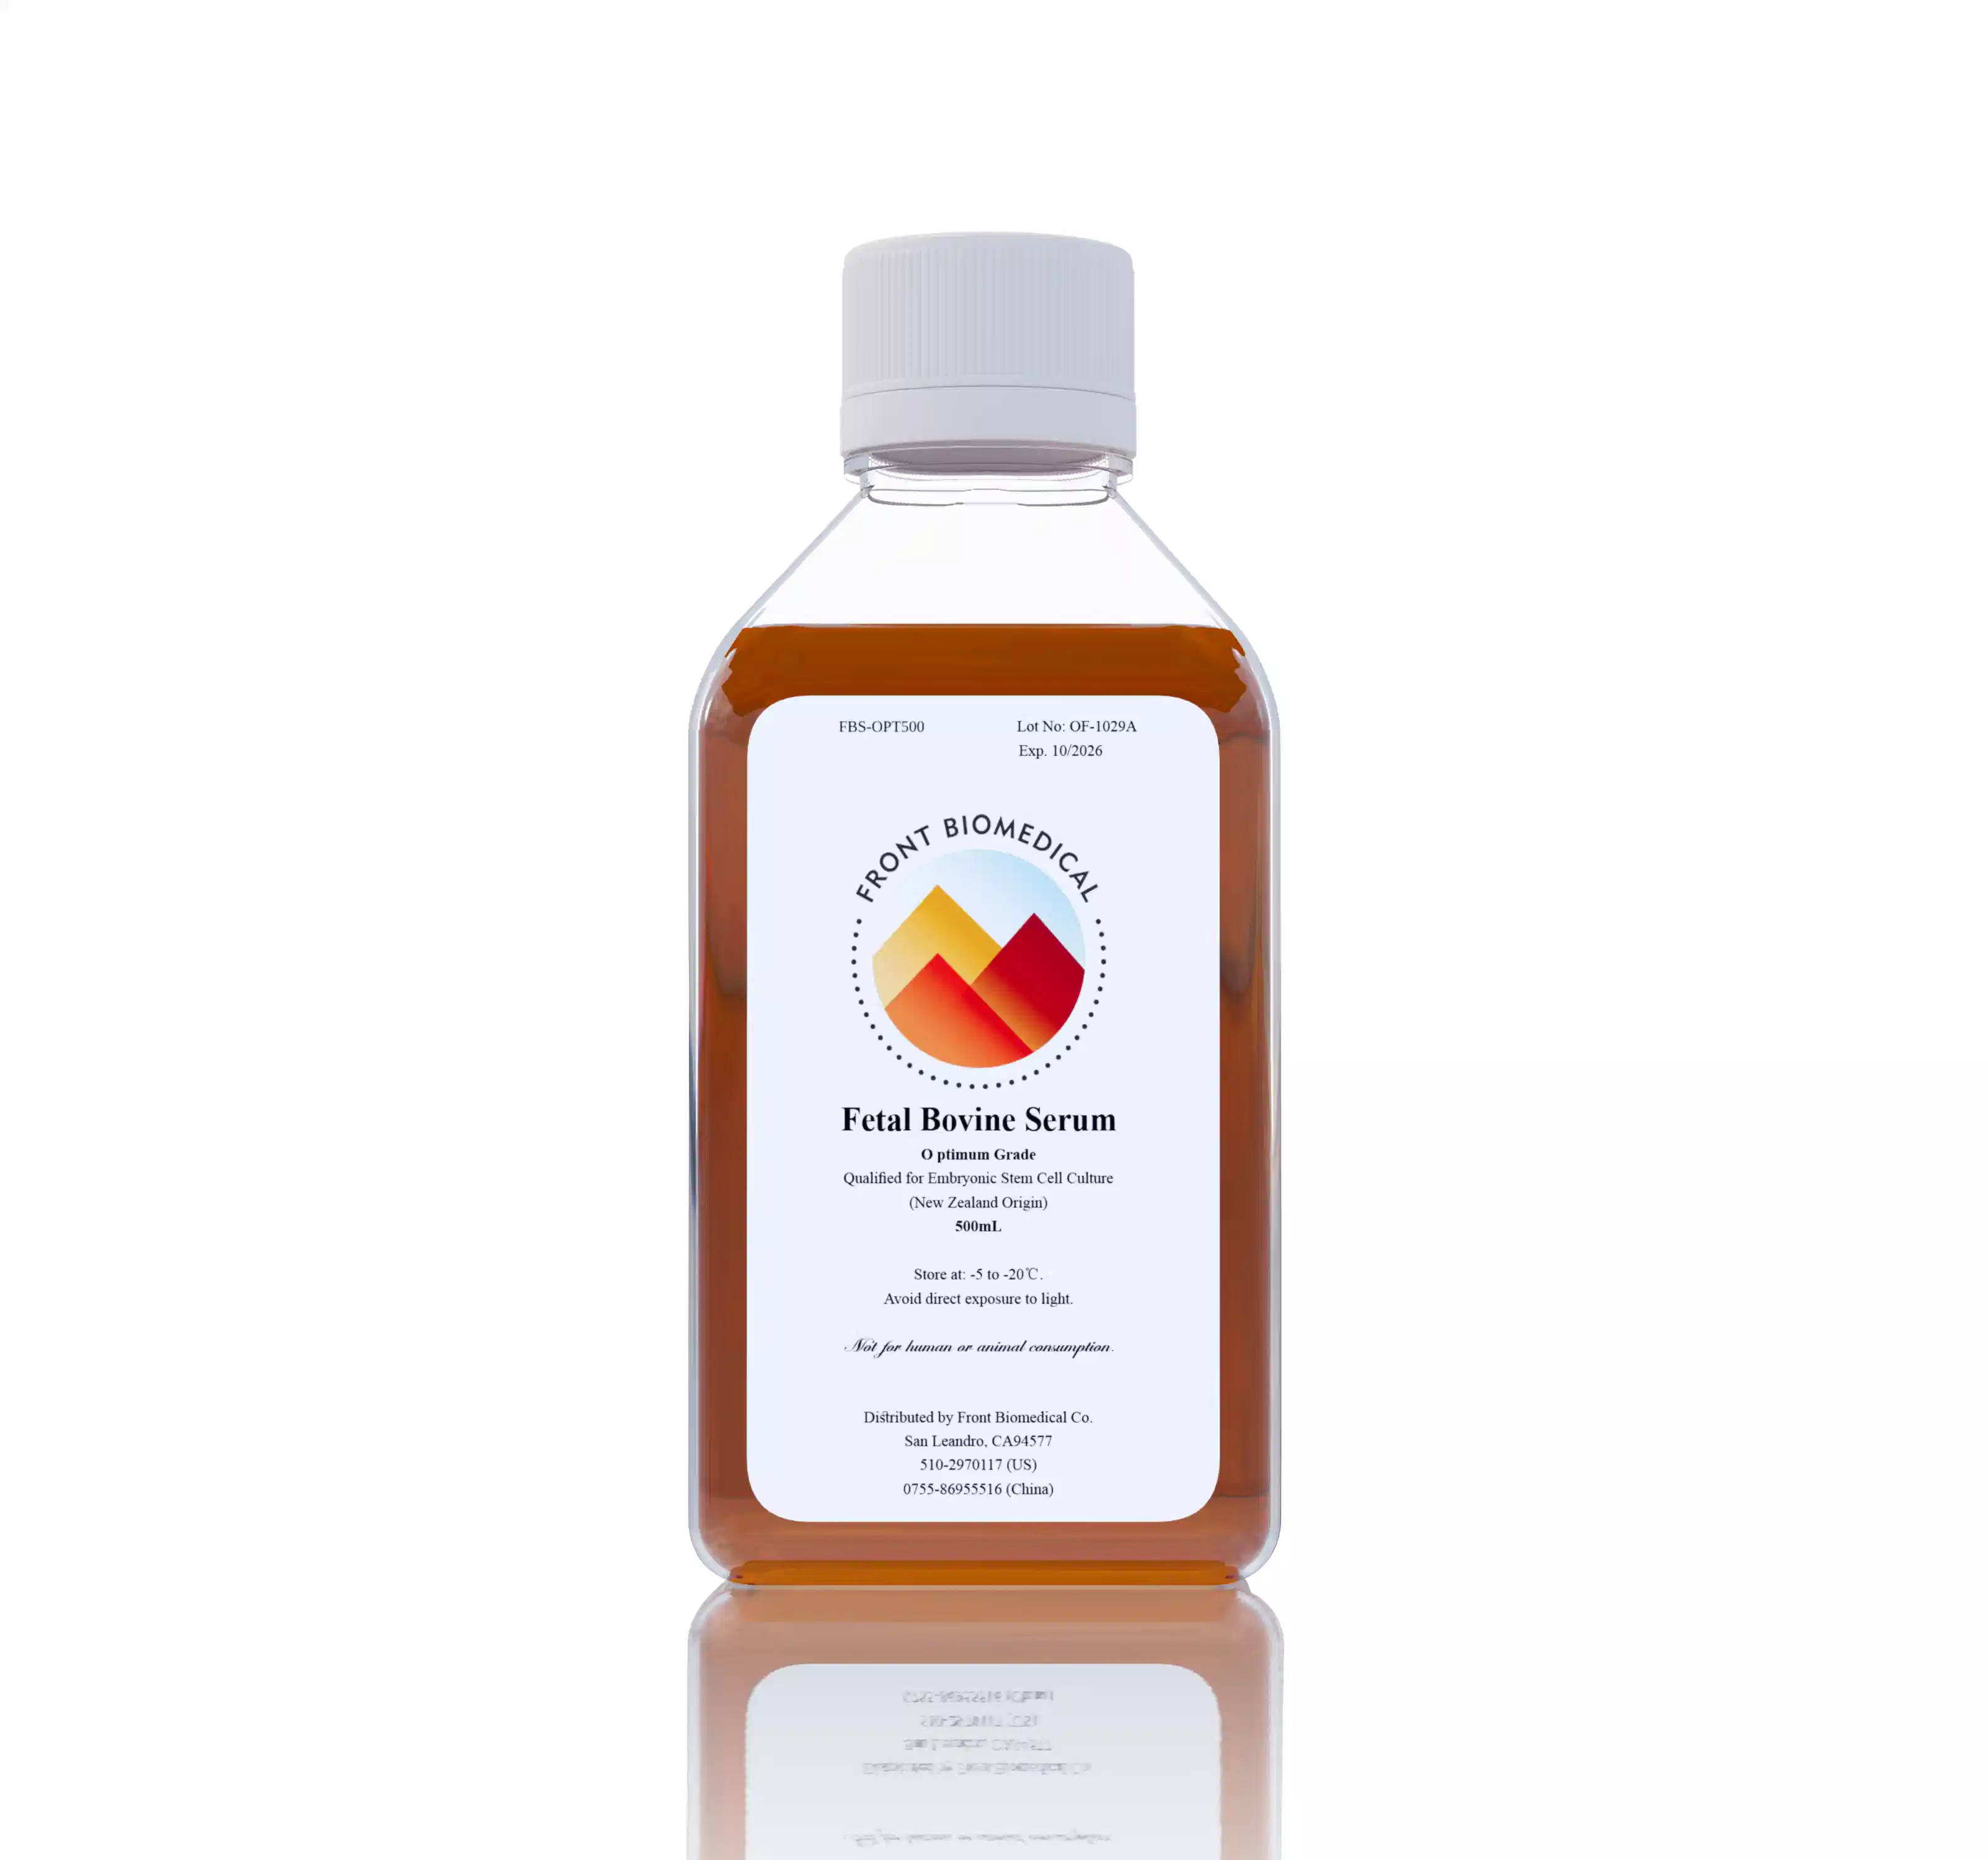 FBS-OPT500
Lot No: OF-1029A
Exp. 10/2026
FRONT BIOMEDICAL
Fetal Bovine Serum
O ptimum Grade
Qualified for Embryonic Stem Cell Culture
(New Zealand Origin)
500mL
Store at: -5 to -20℃.
Avoid direct exposure to light.
Not for human or animal consumption.
Distributed by Front Biomedical Co.
San Leandro, CA94577
510-2970117 (US)
0755-86955516 (China)